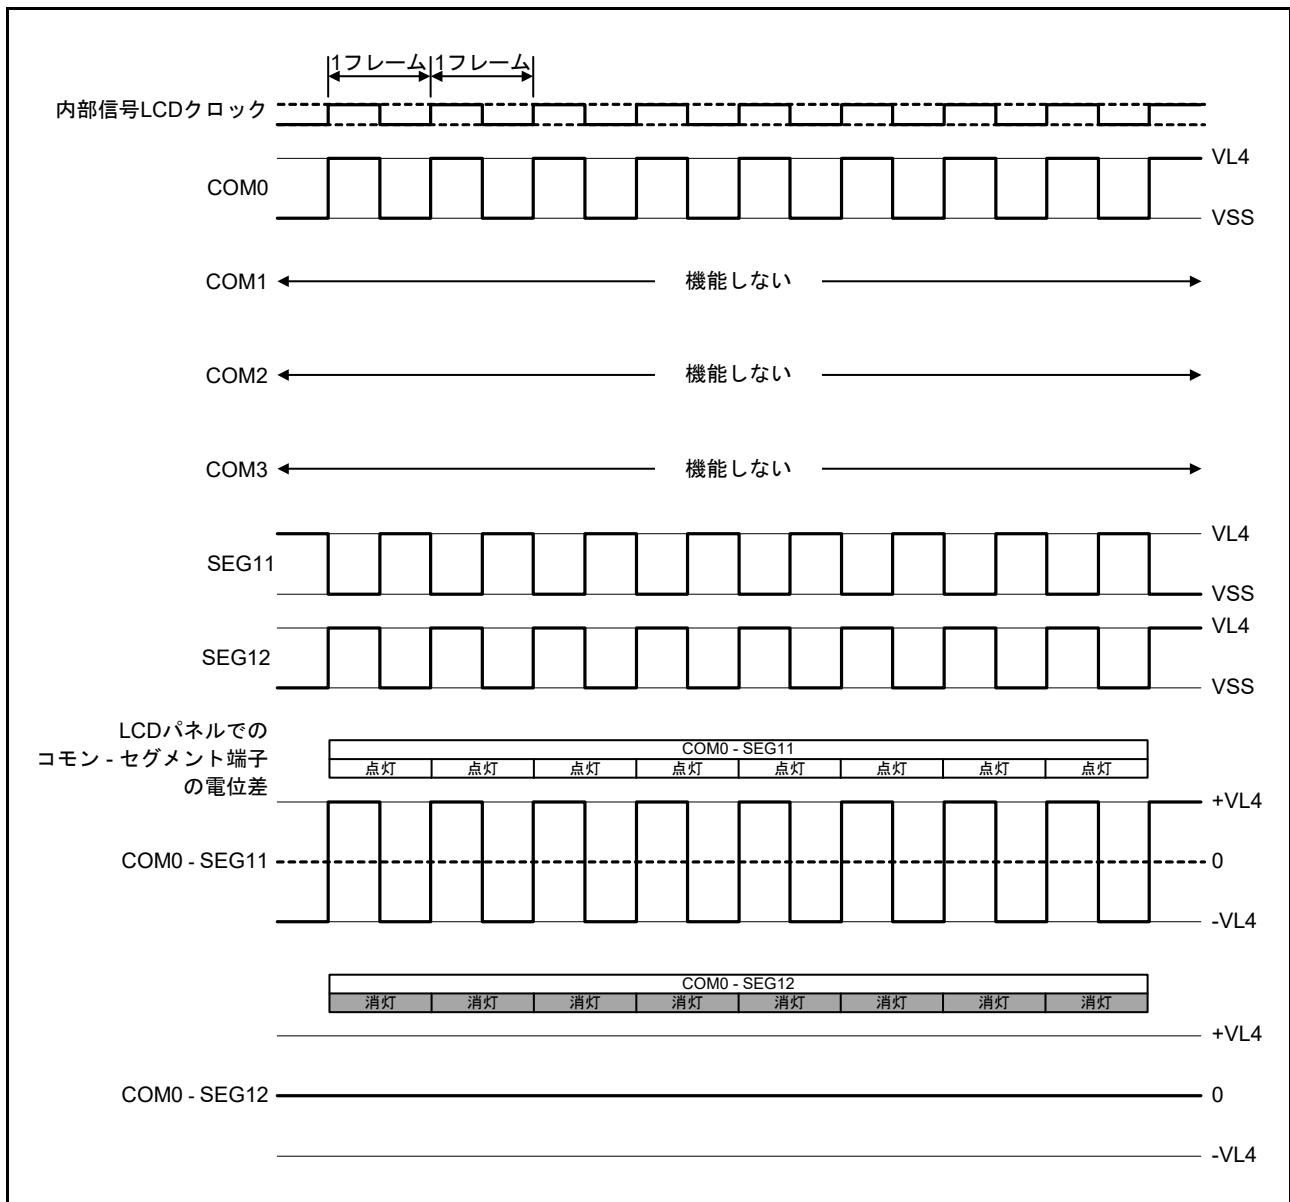 1フレーム 1フレーム
内部信号LCDクロック
VL4
COM0
VSS
COM1 機能しない
COM2 機能しない
COM3 機能しない
VL4
SEG11
VSS
VL4
SEG12
VSS
LCDパネルでの
コモン - セグメント端子
の電位差
COM0 - SEG11
点灯 点灯 点灯 点灯 点灯 点灯 点灯 点灯
+VL4
COM0 - SEG11 0
-VL4
COM0 - SEG12
消灯 消灯 消灯 消灯 消灯 消灯 消灯 消灯
+VL4
COM0 - SEG12 0
-VL4